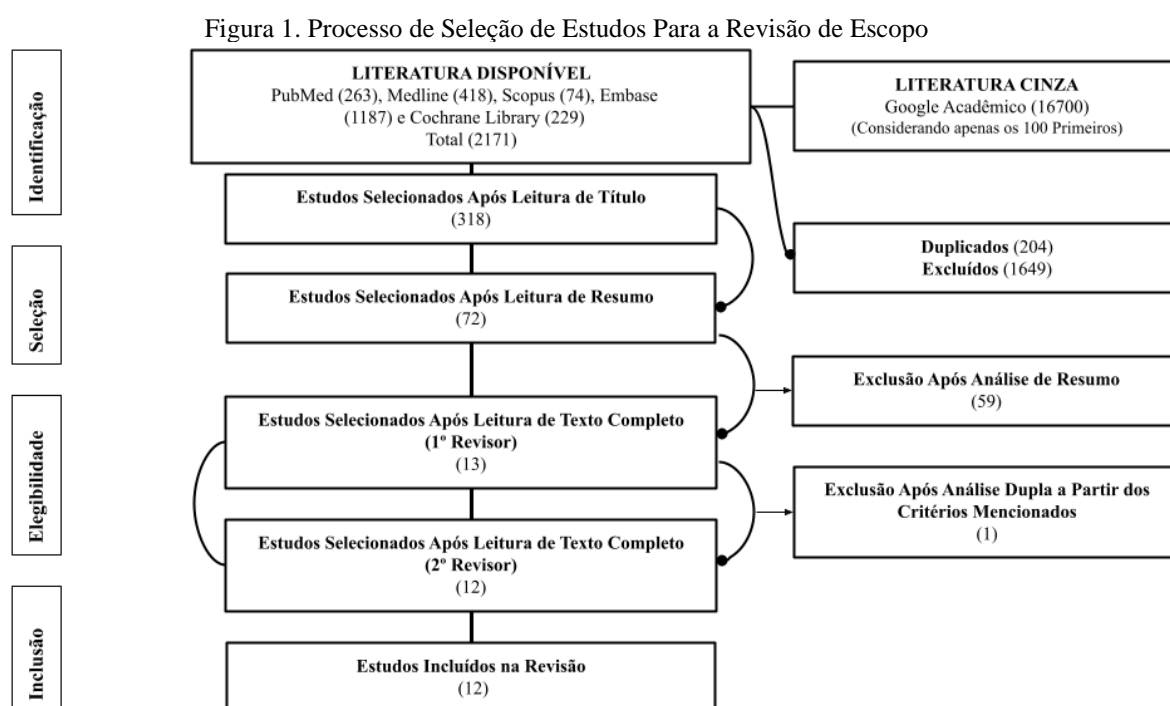 Figura 1. Processo de Seleção de Estudos Para a Revisão de Escopo
Identificação
LITERATURA DISPONÍVEL
PubMed (263), Medline (418), Scopus (74), Embase
(1187) e Cochrane Library (229)
Total (2171)
LITERATURA CINZA
Google Acadêmico (16700)
(Considerando apenas os 100 Primeiros)
Estudos Selecionados Após Leitura de Título
(318)
Duplicados (204)
Excluídos (1649)
Seleção
Estudos Selecionados Após Leitura de Resumo
(72)
Exclusão Após Análise de Resumo
(59)
Elegibilidade
Estudos Selecionados Após Leitura de Texto Completo
(1º Revisor)
(13)
Exclusão Após Análise Dupla a Partir dos
Critérios Mencionados
(1)
Estudos Selecionados Após Leitura de Texto Completo
(2º Revisor)
(12)
Inclusão
Estudos Incluídos na Revisão
(12)